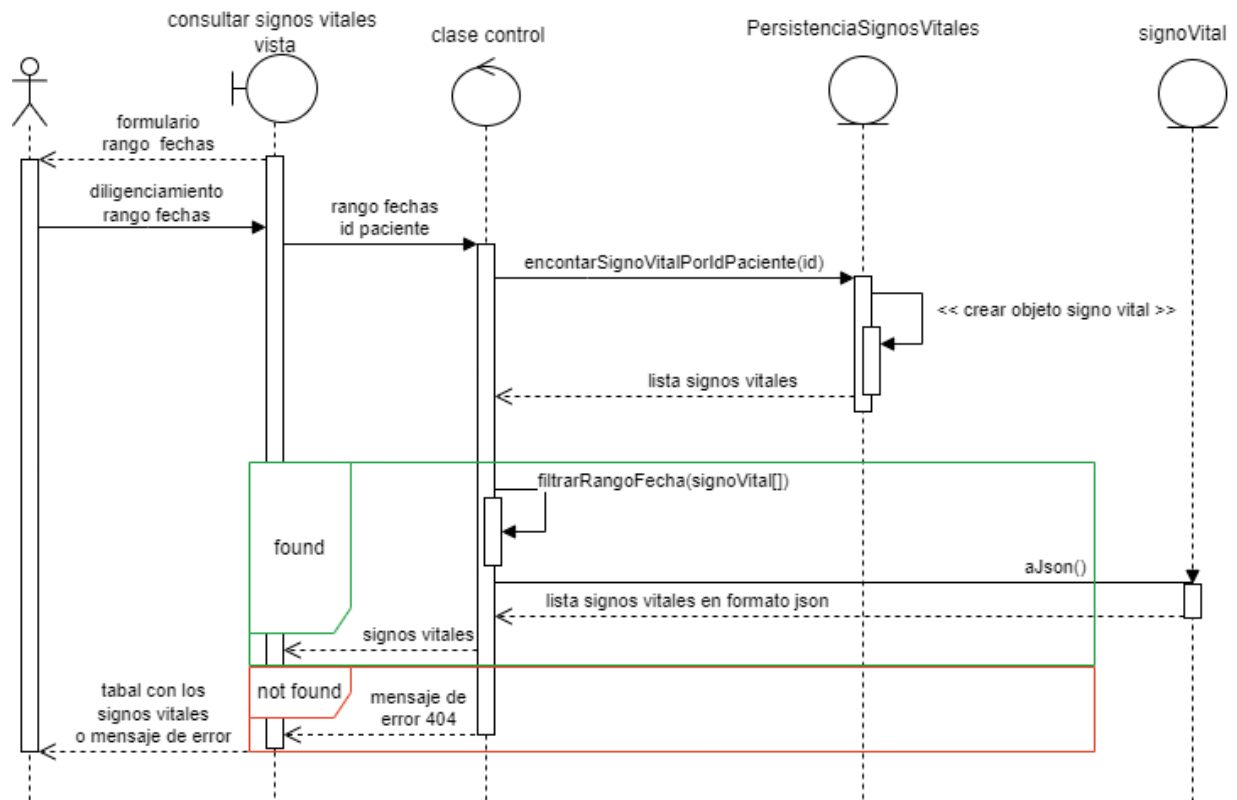 consultar signos vitales
vista
clase control
PersistenciaSignosVitales
signoVital
formulario
rango fechas
diligenciamiento
rango fechas
rango fechas
id paciente
encontarSignoVitalPorIdPaciente(id)
<< crear objeto signo vital >>
lista signos vitales
filtrarRangoFecha(signoVital[])
found
aJson()
lista signos vitales en formato json
signos vitales
not found
mensaje de
error 404
tabal con los
signos vitales
o mensaje de error